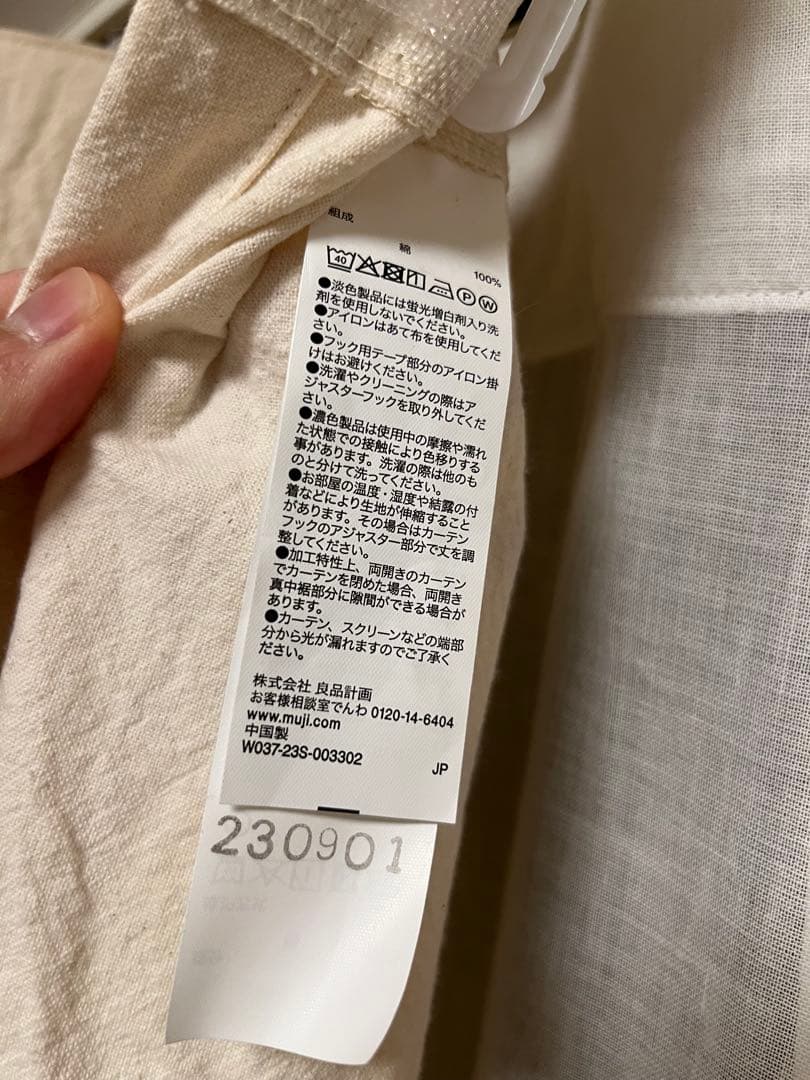 組成
綿 100%
40 P W
●淡色製品には蛍光増白剤入り洗
剤を使用しないでください。
●アイロンはあて布を使用してくだ
さい。
●フック用テープ部分のアイロン掛
けはお避けください。
●洗濯やクリーニングの際はア
ジャスターフックを取り外してくだ
さい。
●濃色製品は使用中の摩擦や濡れ
た状態での接触により色移りする
事があります。洗濯の際は他のも
のと分けて洗ってください。
●お部屋の温度・湿度や結露の付
着などにより生地が伸縮すること
があります。その場合はカーテン
フックのアジャスター部分で丈を調
整してください。
●加工特性上、両開きのカーテン
でカーテンを閉めた場合、両開き
真中裾部分に隙間ができる場合が
あります。
●カーテン、スクリーンなどの端部
分から光が漏れますのでご了承く
ださい。
株式会社 良品計画
お客様相談室でんわ 0120-14-6404
www.muji.com
中国製
W037-23S-003302
JP
230901